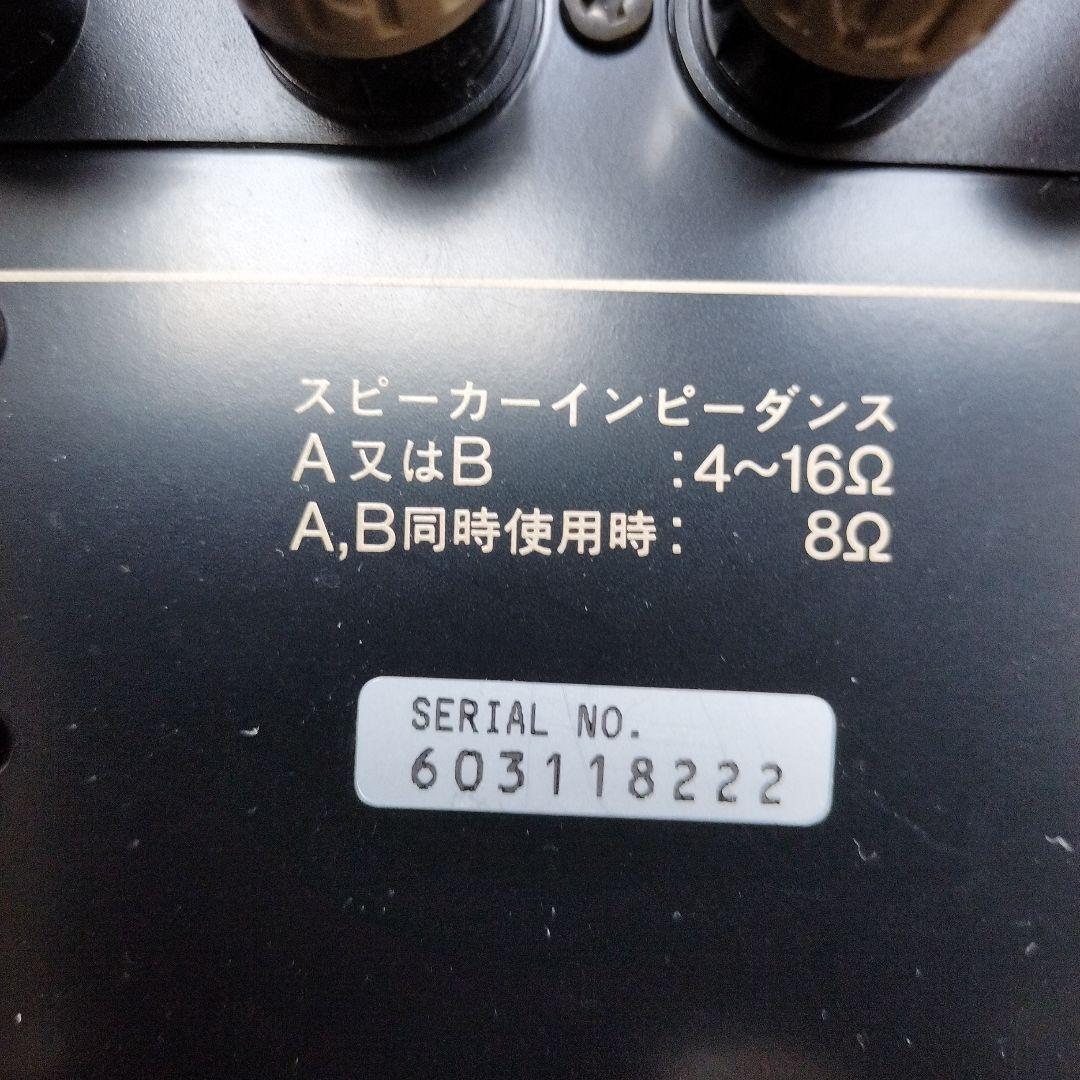 スピーカーインピーダンス
A又はB :4〜16Ω
A,B同時使用時: 8Ω
SERIAL NO.
603118222